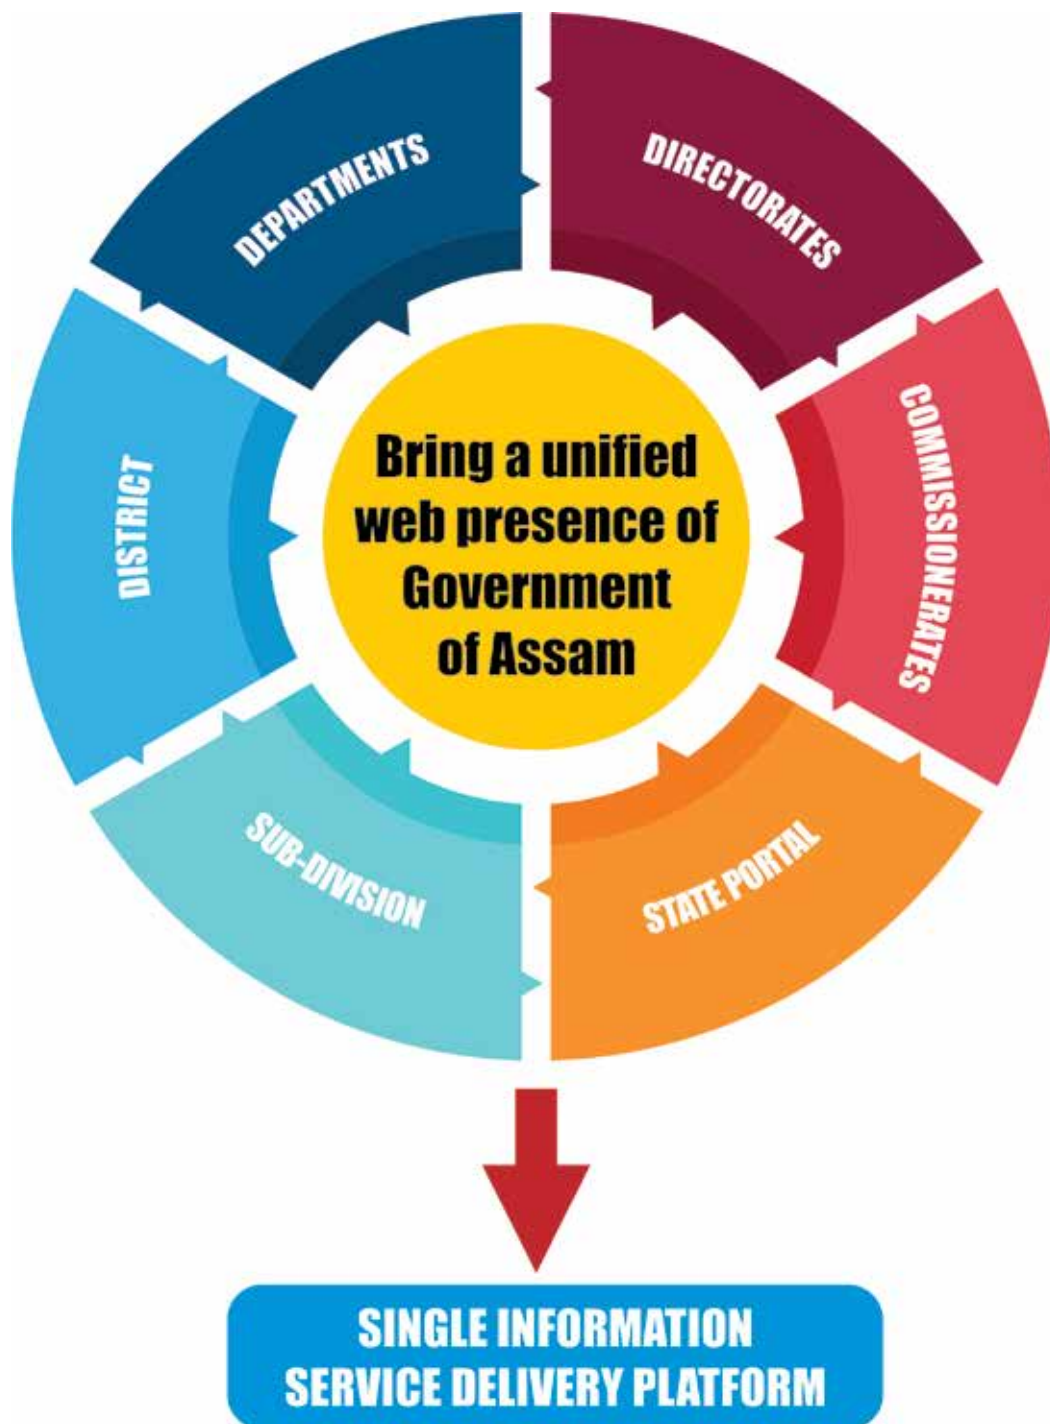 DEPARTMENTS
DIRECTORATES
COMMISSIONERATES
STATE PORTAL
SUB-DIVISION
DISTRICT
Bring a unified
web presence of
Government
of Assam
SINGLE INFORMATION
SERVICE DELIVERY PLATFORM